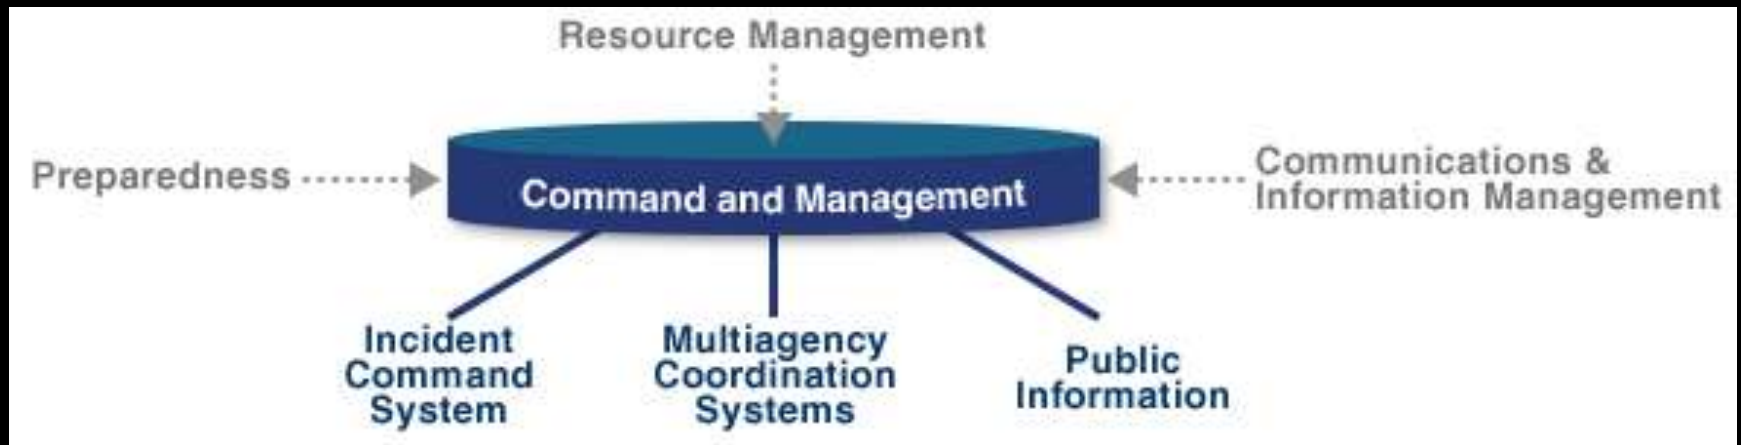 Resource Management
Preparedness
Command and Management
Communications &
Information Management
Incident
Command
System
Multiagency
Coordination
Systems
Public
Information